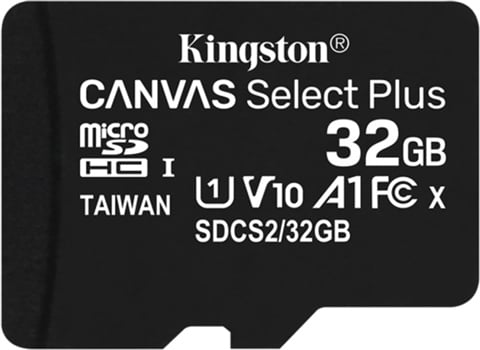 Kingston®
CANVAS Select Plus
micro SD HC I
32GB
U1 V10 A1 FC X
TAIWAN
SDCS2/32GB